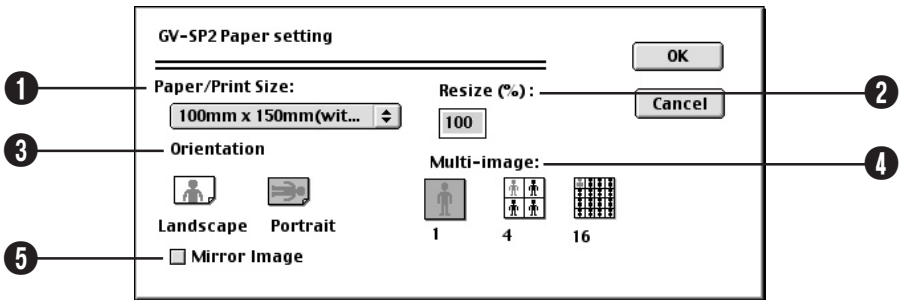 GV-SP2 Paper setting
OK
1 Paper/Print Size:
Resize (%) : 2
Cancel
100mm x 150mm(wit...
100
3 Orientation
Multi-image: 4
Landscape Portrait
1 4 16
5 Mirror Image